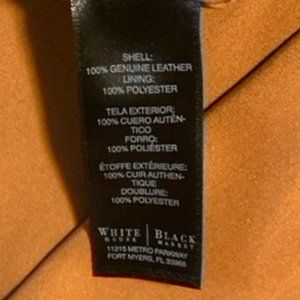 SHELL:
100% GENUINE LEATHER
LINING:
100% POLYESTER
TELA EXTERIOR:
100% CUERO AUTÉN-
TICO
FORRO:
100% POLIÉSTER
ÉTOFFE EXTÉRIEURE:
100% CUIR AUTHEN-
TIQUE
DOUBLURE:
100% POLYESTER
WHITE | BLACK
HOUSE | MARKET
11215 METRO PARKWAY
FORT MYERS, FL 33966